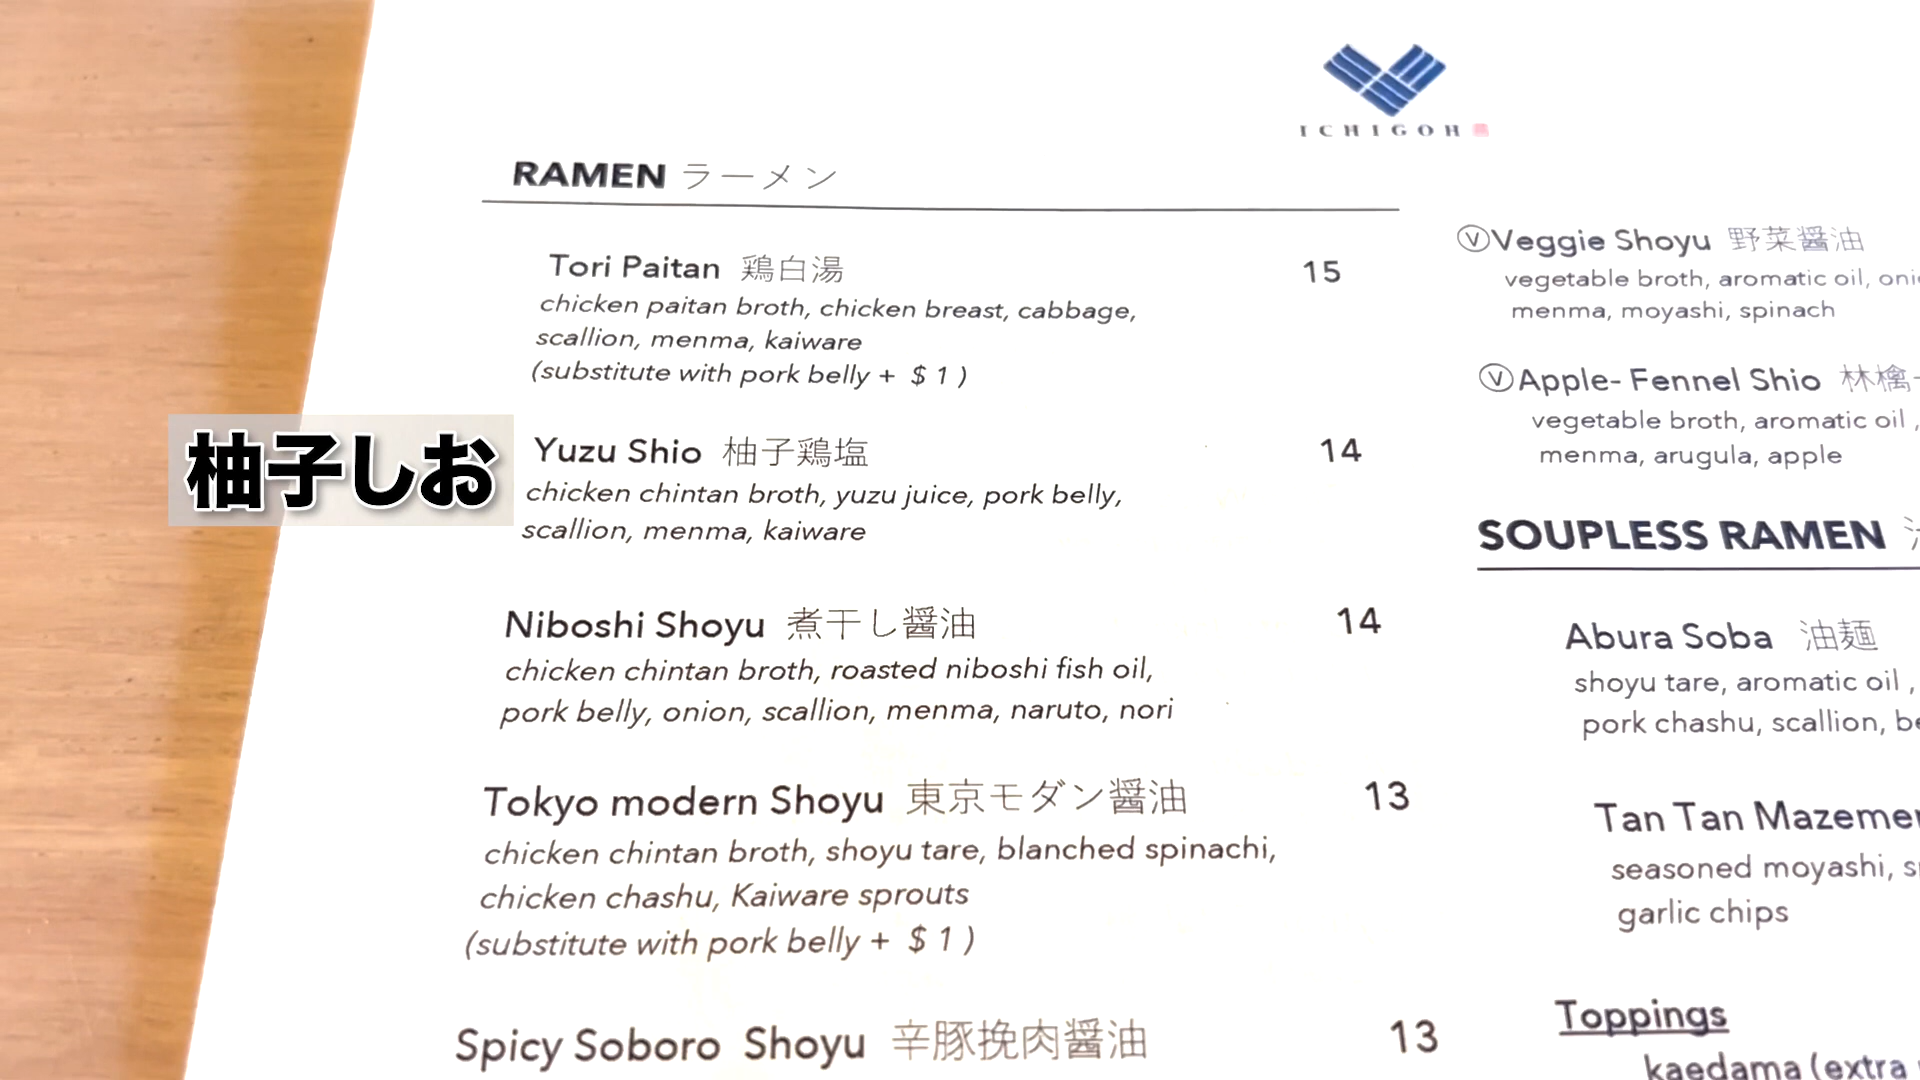 ICHIGOH
RAMEN ラーメン
Tori Paitan 鶏白湯 15
chicken paitan broth, chicken breast, cabbage,
scallion, menma, kaiware
(substitute with pork belly + $ 1 )
柚子しお
Yuzu Shio 柚子鶏塩 14
chicken chintan broth, yuzu juice, pork belly,
scallion, menma, kaiware
Niboshi Shoyu 煮干し醤油 14
chicken chintan broth, roasted niboshi fish oil,
pork belly, onion, scallion, menma, naruto, nori
Tokyo modern Shoyu 東京モダン醤油 13
chicken chintan broth, shoyu tare, blanched spinachi,
chicken chashu, Kaiware sprouts
(substitute with pork belly + $ 1 )
Spicy Soboro Shoyu 辛豚挽肉醤油 13
Ⓥ Veggie Shoyu 野菜醤油
vegetable broth, aromatic oil,
menma, moyashi, spinach
Ⓥ Apple- Fennel Shio 林檎
vegetable broth, aromatic oil ,
menma, arugula, apple
SOUPLESS RAMEN
Abura Soba 油麺
shoyu tare, aromatic oil ,
pork chashu, scallion,
Tan Tan
seasoned moyashi,
garlic chips
Toppings
kaedama (extra